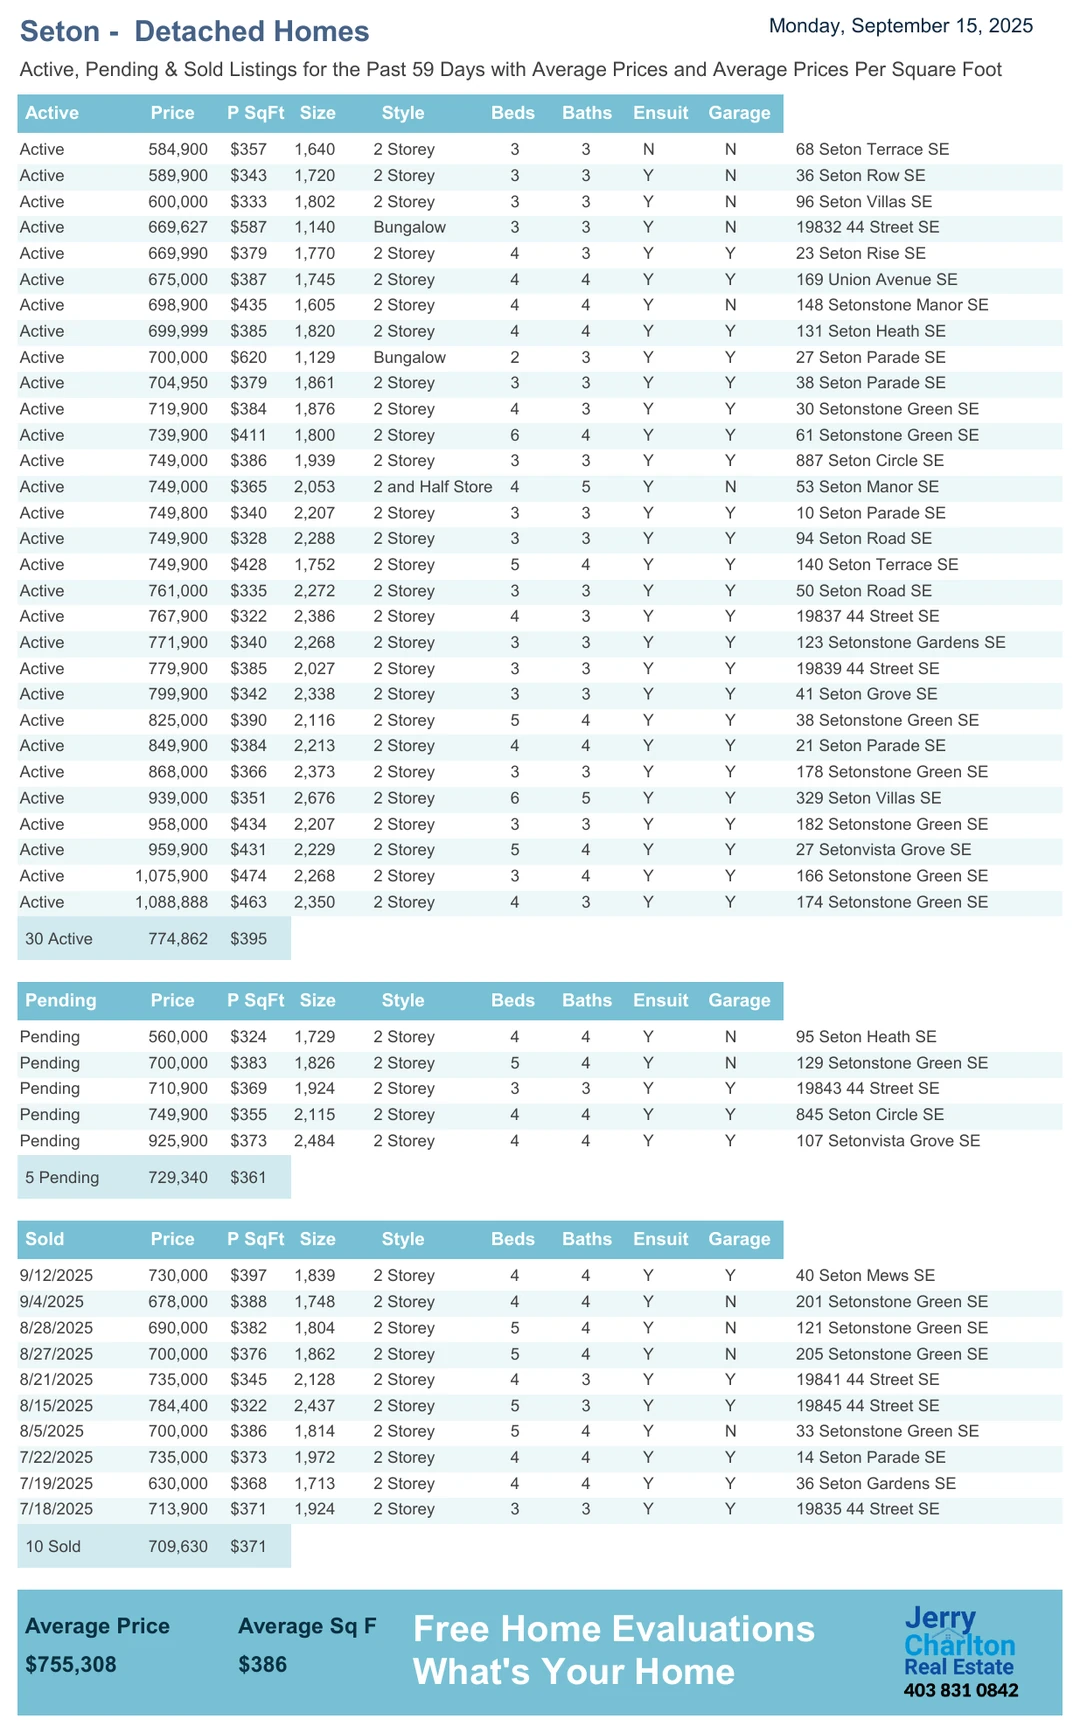 Seton -  Detached Homes
Monday, September 15, 2025
Active, Pending & Sold Listings for the Past 59 Days with Average Prices and Average Prices Per Square Foot
Active Price P SqFt Size Style Beds Baths Ensuit Garage
Active 584,900 $357 1,640 2 Storey 3 3 N N 68 Seton Terrace SE
Active 589,900 $343 1,720 2 Storey 3 3 Y N 36 Seton Row SE
Active 600,000 $333 1,802 2 Storey 3 3 Y N 96 Seton Villas SE
Active 669,627 $587 1,140 Bungalow 3 3 Y N 19832 44 Street SE
Active 669,990 $379 1,770 2 Storey 4 3 Y Y 23 Seton Rise SE
Active 675,000 $387 1,745 2 Storey 4 4 Y Y 169 Union Avenue SE
Active 698,900 $435 1,605 2 Storey 4 4 Y N 148 Setonstone Manor SE
Active 699,999 $385 1,820 2 Storey 4 4 Y Y 131 Seton Heath SE
Active 700,000 $620 1,129 Bungalow 2 3 Y Y 27 Seton Parade SE
Active 704,950 $379 1,861 2 Storey 3 3 Y Y 38 Seton Parade SE
Active 719,900 $384 1,876 2 Storey 4 3 Y Y 30 Setonstone Green SE
Active 739,900 $411 1,800 2 Storey 6 4 Y Y 61 Setonstone Green SE
Active 749,000 $386 1,939 2 Storey 3 3 Y Y 887 Seton Circle SE
Active 749,000 $365 2,053 2 and Half Store 4 5 Y N 53 Seton Manor SE
Active 749,800 $340 2,207 2 Storey 3 3 Y Y 10 Seton Parade SE
Active 749,900 $328 2,288 2 Storey 3 3 Y Y 94 Seton Road SE
Active 749,900 $428 1,752 2 Storey 5 4 Y Y 140 Seton Terrace SE
Active 761,000 $335 2,272 2 Storey 3 3 Y Y 50 Seton Road SE
Active 767,900 $322 2,386 2 Storey 4 3 Y Y 19837 44 Street SE
Active 771,900 $340 2,268 2 Storey 3 3 Y Y 123 Setonstone Gardens SE
Active 779,900 $385 2,027 2 Storey 3 3 Y Y 19839 44 Street SE
Active 799,900 $342 2,338 2 Storey 3 3 Y Y 41 Seton Grove SE
Active 825,000 $390 2,116 2 Storey 5 4 Y Y 38 Setonstone Green SE
Active 849,900 $384 2,213 2 Storey 4 4 Y Y 21 Seton Parade SE
Active 868,000 $366 2,373 2 Storey 3 3 Y Y 178 Setonstone Green SE
Active 939,000 $351 2,676 2 Storey 6 5 Y Y 329 Seton Villas SE
Active 958,000 $434 2,207 2 Storey 3 3 Y Y 182 Setonstone Green SE
Active 959,900 $431 2,229 2 Storey 5 4 Y Y 27 Setonvista Grove SE
Active 1,075,900 $474 2,268 2 Storey 3 4 Y Y 166 Setonstone Green SE
Active 1,088,888 $463 2,350 2 Storey 4 3 Y Y 174 Setonstone Green SE
30 Active 774,862 $395
Pending Price P SqFt Size Style Beds Baths Ensuit Garage
Pending 560,000 $324 1,729 2 Storey 4 4 Y N 95 Seton Heath SE
Pending 700,000 $383 1,826 2 Storey 5 4 Y N 129 Setonstone Green SE
Pending 710,900 $369 1,924 2 Storey 3 3 Y Y 19843 44 Street SE
Pending 749,900 $355 2,115 2 Storey 4 4 Y Y 845 Seton Circle SE
Pending 925,900 $373 2,484 2 Storey 4 4 Y Y 107 Setonvista Grove SE
5 Pending 729,340 $361
Sold Price P SqFt Size Style Beds Baths Ensuit Garage
9/12/2025 730,000 $397 1,839 2 Storey 4 4 Y Y 40 Seton Mews SE
9/4/2025 678,000 $388 1,748 2 Storey 4 4 Y N 201 Setonstone Green SE
8/28/2025 690,000 $382 1,804 2 Storey 5 4 Y N 121 Setonstone Green SE
8/27/2025 700,000 $376 1,862 2 Storey 5 4 Y N 205 Setonstone Green SE
8/21/2025 735,000 $345 2,128 2 Storey 4 3 Y Y 19841 44 Street SE
8/15/2025 784,400 $322 2,437 2 Storey 5 3 Y Y 19845 44 Street SE
8/5/2025 700,000 $386 1,814 2 Storey 5 4 Y N 33 Setonstone Green SE
7/22/2025 735,000 $373 1,972 2 Storey 4 4 Y Y 14 Seton Parade SE
7/19/2025 630,000 $368 1,713 2 Storey 4 4 Y Y 36 Seton Gardens SE
7/18/2025 713,900 $371 1,924 2 Storey 3 3 Y Y 19835 44 Street SE
10 Sold 709,630 $371
Average Price Average Sq F
$755,308 $386
Free Home Evaluations
What's Your Home
Jerry
Charlton
Real Estate
403 831 0842